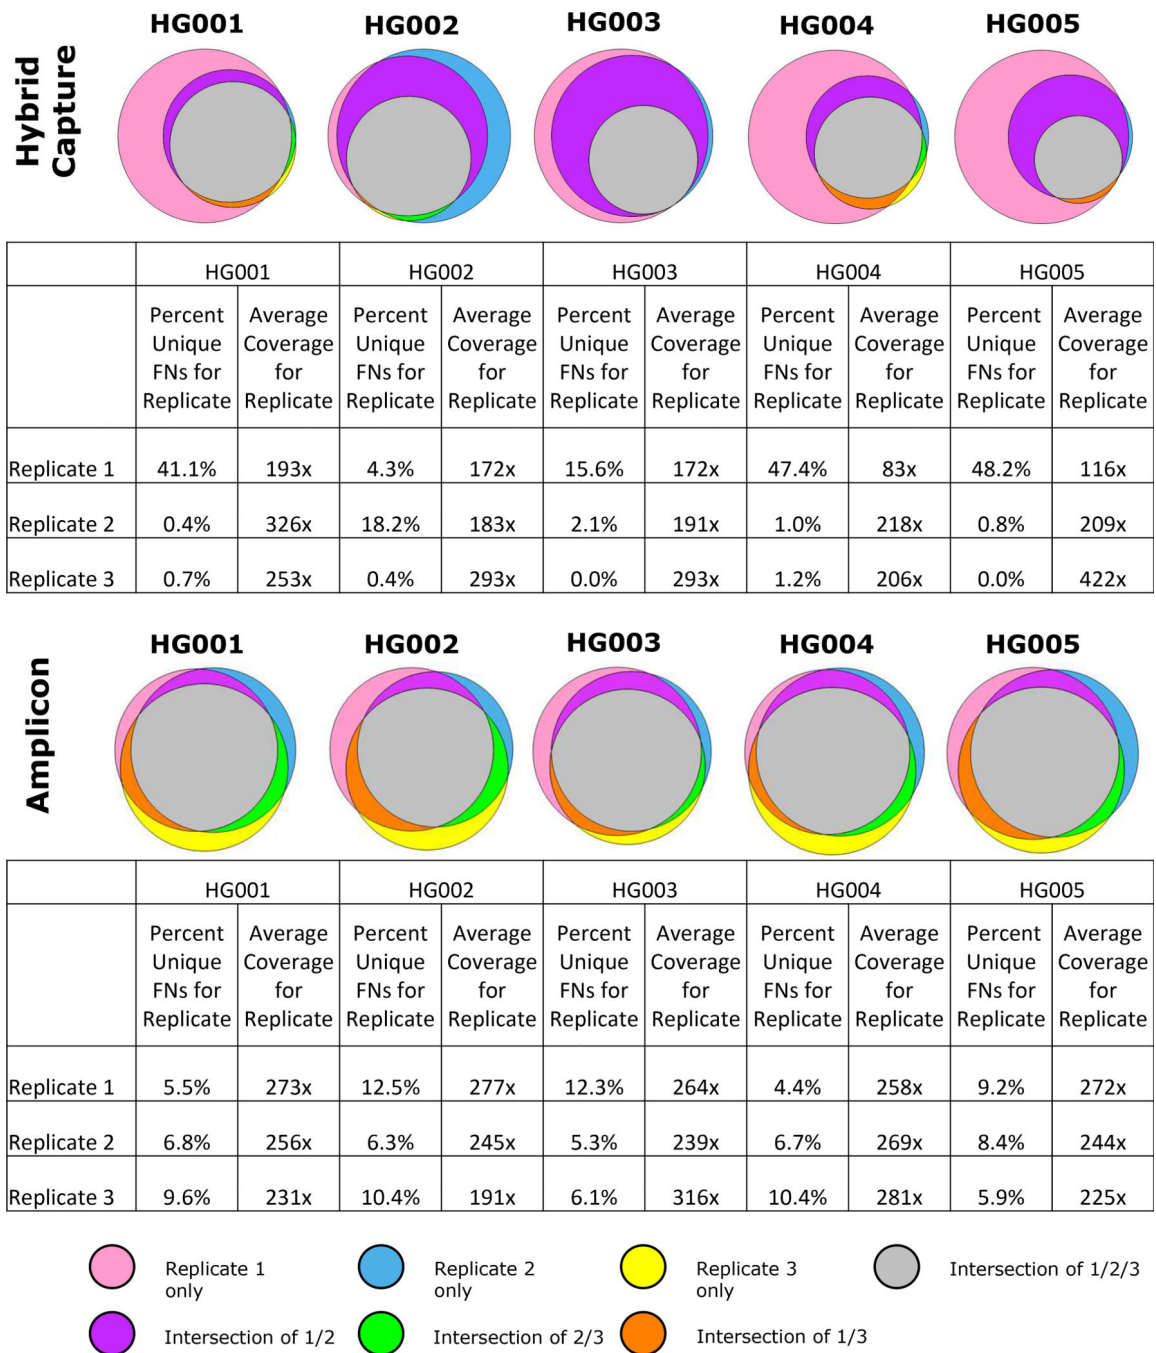 Hybrid
Capture
HG001 HG002 HG003 HG004 HG005
HG001 HG002 HG003 HG004 HG005
Percent Average Percent Average Percent Average Percent Average Percent Average
Unique Coverage Unique Coverage Unique Coverage Unique Coverage Unique Coverage
FNs for for FNs for for FNs for for FNs for for FNs for for
Replicate Replicate Replicate Replicate Replicate Replicate Replicate Replicate Replicate Replicate
Replicate 1 41.1% 193x 4.3% 172x 15.6% 172x 47.4% 83x 48.2% 116x
Replicate 2 0.4% 326x 18.2% 183x 2.1% 191x 1.0% 218x 0.8% 209x
Replicate 3 0.7% 253x 0.4% 293x 0.0% 293x 1.2% 206x 0.0% 422x
Amplicon
HG001 HG002 HG003 HG004 HG005
HG001 HG002 HG003 HG004 HG005
Percent Average Percent Average Percent Average Percent Average Percent Average
Unique Coverage Unique Coverage Unique Coverage Unique Coverage Unique Coverage
FNs for for FNs for for FNs for for FNs for for FNs for for
Replicate Replicate Replicate Replicate Replicate Replicate Replicate Replicate Replicate Replicate
Replicate 1 5.5% 273x 12.5% 277x 12.3% 264x 4.4% 258x 9.2% 272x
Replicate 2 6.8% 256x 6.3% 245x 5.3% 239x 6.7% 269x 8.4% 244x
Replicate 3 9.6% 231x 10.4% 191x 6.1% 316x 10.4% 281x 5.9% 225x
Replicate 1 Replicate 2 Replicate 3 Intersection of 1/2/3
only only only
Intersection of 1/2 Intersection of 2/3 Intersection of 1/3